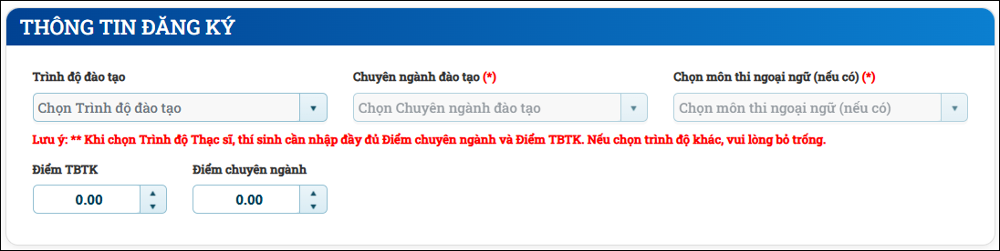 THÔNG TIN ĐĂNG KÝ
Trình độ đào tạo
Chuyên ngành đào tạo (*)
Chọn môn thi ngoại ngữ (nếu có) (*)
Chọn Trình độ đào tạo
Chọn Chuyên ngành đào tạo
Chọn môn thi ngoại ngữ (nếu có)
Lưu ý: ** Khi chọn Trình độ Thạc sĩ, thí sinh cần nhập đầy đủ Điểm chuyên ngành và Điểm TBTK. Nếu chọn trình độ khác, vui lòng bỏ trống.
Điểm TBTK
Điểm chuyên ngành
0.00
0.00